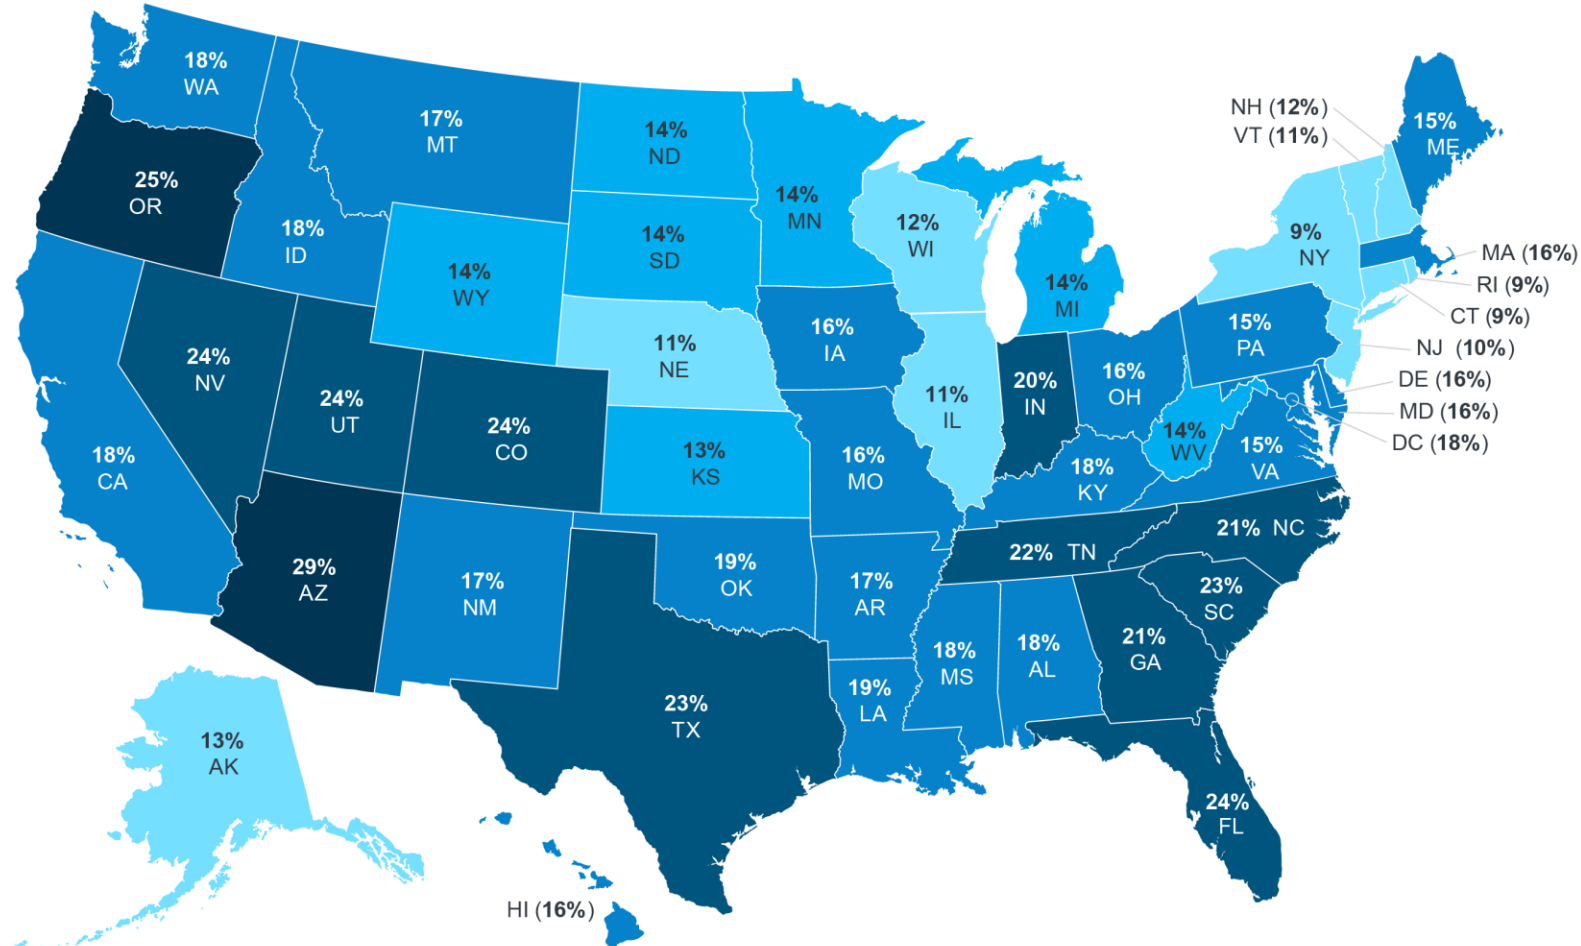 18%
WA
17%
MT
14%
ND
14%
MN
NH (12%)
VT (11%)
15%
ME
25%
OR
18%
ID
14%
WY
14%
SD
12%
WI
14%
MI
9%
NY
MA (16%)
RI (9%)
CT (9%)
NJ (10%)
DE (16%)
MD (16%)
DC (18%)
24%
NV
24%
UT
24%
CO
11%
NE
16%
IA
11%
IL
20%
IN
16%
OH
15%
PA
18%
CA
13%
KS
16%
MO
18%
KY
14%
WV
15%
VA
29%
AZ
17%
NM
19%
OK
17%
AR
22% TN
21% NC
23%
SC
23%
TX
19%
LA
18%
MS
18%
AL
21%
GA
24%
FL
13%
AK
HI (16%)